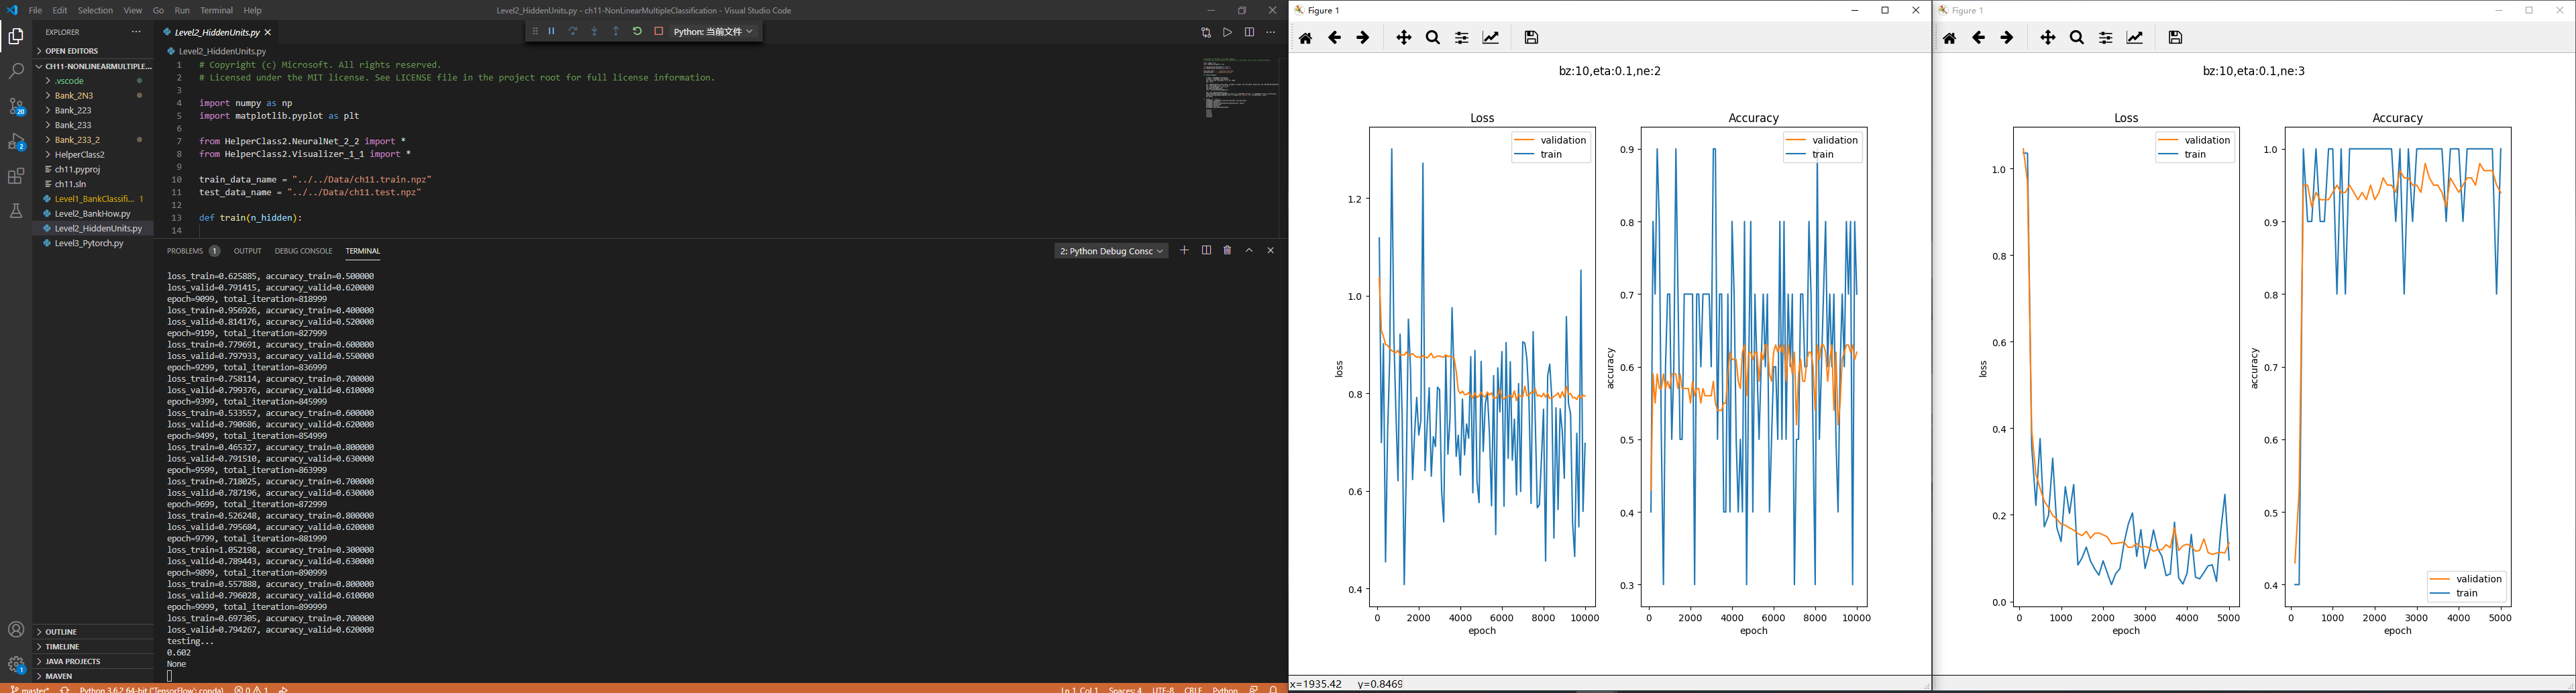 File Edit Selection View Go Run Terminal Help
Level2_HiddenUnits.py - ch11-NonLinearMultipleClassification - Visual Studio Code
EXPLORER
OPEN EDITORS
CH11-NONLINEARMULTIPLE...
.vscode
Bank_2N3
Bank_223
Bank_233
Bank_233_2
HelperClass2
ch11.pyproj
ch11.sln
Level1_BankClassifi... 1
Level2_BankHow.py
Level2_HiddenUnits.py
Level3_Pytorch.py
OUTLINE
TIMELINE
JAVA PROJECTS
MAVEN
20
2
1
Level2_HiddenUnits.py
Python: 当前文件
Level2_HiddenUnits.py
1 # Copyright (c) Microsoft. All rights reserved.
2 # Licensed under the MIT license. See LICENSE file in the project root for full license information.
3
4 import numpy as np
5 import matplotlib.pyplot as plt
6
7 from HelperClass2.NeuralNet_2_2 import *
8 from HelperClass2.Visualizer_1_1 import *
9
10 train_data_name = "../../Data/ch11.train.npz"
11 test_data_name = "../../Data/ch11.test.npz"
12
13 def train(n_hidden):
14
PROBLEMS 1 OUTPUT DEBUG CONSOLE TERMINAL
2: Python Debug Consc
loss_train=0.625885, accuracy_train=0.500000
loss_valid=0.791415, accuracy_valid=0.620000
epoch=9099, total_iteration=818999
loss_train=0.956926, accuracy_train=0.400000
loss_valid=0.814176, accuracy_valid=0.520000
epoch=9199, total_iteration=827999
loss_train=0.779691, accuracy_train=0.600000
loss_valid=0.797933, accuracy_valid=0.550000
epoch=9299, total_iteration=836999
loss_train=0.758114, accuracy_train=0.700000
loss_valid=0.799376, accuracy_valid=0.610000
epoch=9399, total_iteration=845999
loss_train=0.533557, accuracy_train=0.600000
loss_valid=0.790686, accuracy_valid=0.620000
epoch=9499, total_iteration=854999
loss_train=0.465327, accuracy_train=0.800000
loss_valid=0.791510, accuracy_valid=0.630000
epoch=9599, total_iteration=863999
loss_train=0.718025, accuracy_train=0.700000
loss_valid=0.787196, accuracy_valid=0.630000
epoch=9699, total_iteration=872999
loss_train=0.526248, accuracy_train=0.800000
loss_valid=0.795684, accuracy_valid=0.620000
epoch=9799, total_iteration=881999
loss_train=1.052198, accuracy_train=0.300000
loss_valid=0.789443, accuracy_valid=0.630000
epoch=9899, total_iteration=890999
loss_train=0.557888, accuracy_train=0.800000
loss_valid=0.796028, accuracy_valid=0.610000
epoch=9999, total_iteration=899999
loss_train=0.697305, accuracy_train=0.700000
loss_valid=0.794267, accuracy_valid=0.620000
testing...
0.602
None
master* Python 3.6.2 64-bit ('TensorFlow': conda) 0 1
Ln 1, Col 1 Spaces: 4 UTF-8 CRLF Python
Figure 1
bz:10,eta:0.1,ne:2
Loss
validation
train
1.2
1.0
0.8
0.6
0.4
loss
0 2000 4000 6000 8000 10000
epoch
Accuracy
validation
train
0.9
0.8
0.7
0.6
0.5
0.4
0.3
accuracy
0 2000 4000 6000 8000 10000
epoch
x=1935.42 y=0.8469
Figure 1
bz:10,eta:0.1,ne:3
Loss
validation
train
1.0
0.8
0.6
0.4
0.2
0.0
loss
0 1000 2000 3000 4000 5000
epoch
Accuracy
1.0
0.9
0.8
0.7
0.6
0.5
0.4
accuracy
validation
train
0 1000 2000 3000 4000 5000
epoch